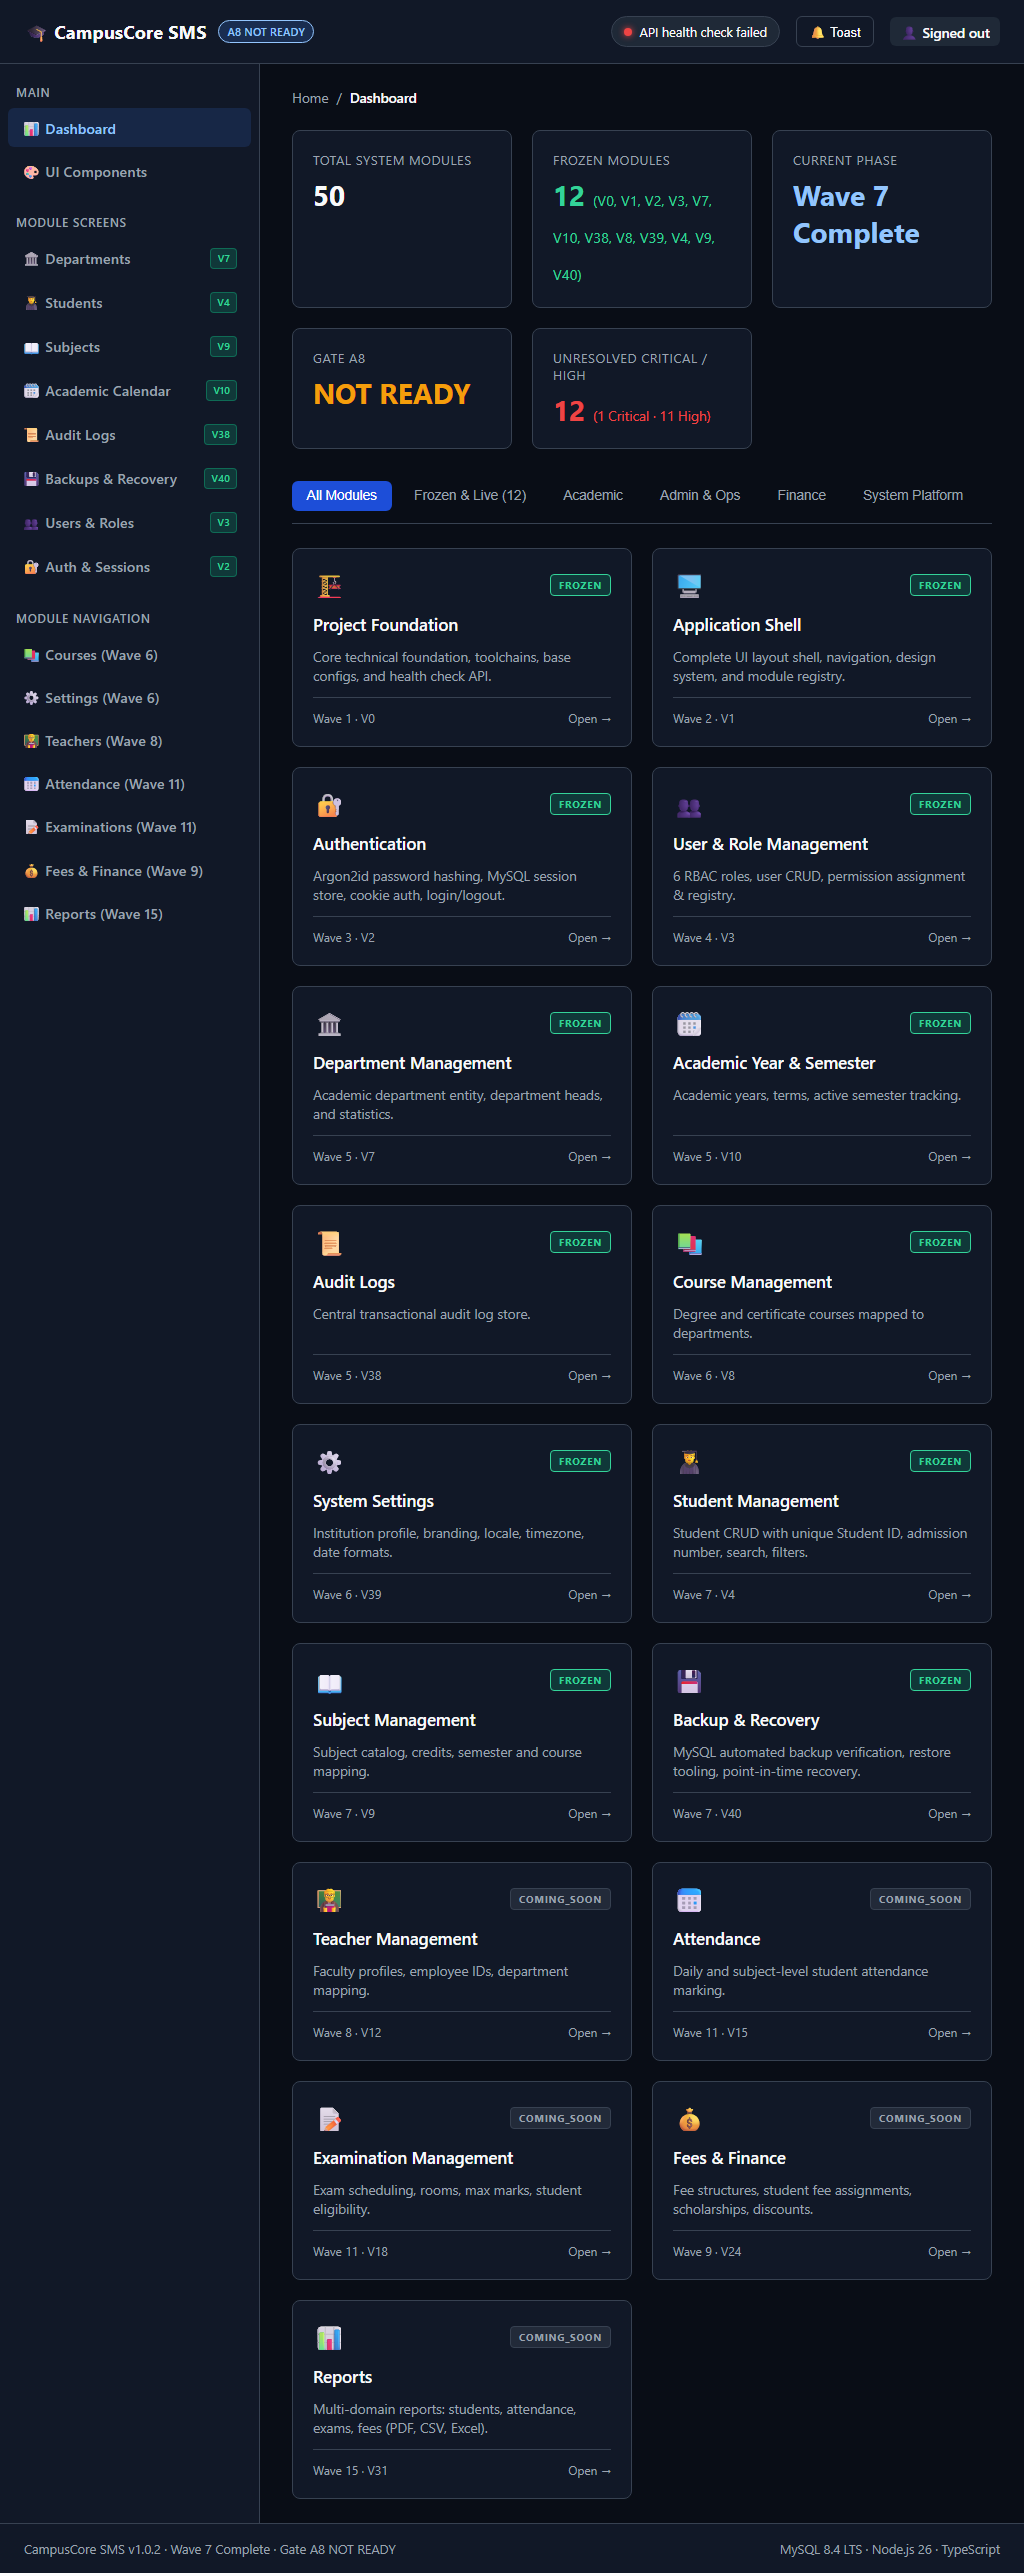 CampusCore SMS
A8 NOT READY
API health check failed
Toast
Signed out
MAIN
Dashboard
UI Components
MODULE SCREENS
Departments V7
Students V4
Subjects V9
Academic Calendar V10
Audit Logs V38
Backups & Recovery V40
Users & Roles V3
Auth & Sessions V2
MODULE NAVIGATION
Courses (Wave 6)
Settings (Wave 6)
Teachers (Wave 8)
Attendance (Wave 11)
Examinations (Wave 11)
Fees & Finance (Wave 9)
Reports (Wave 15)
Home / Dashboard
TOTAL SYSTEM MODULES
50
FROZEN MODULES
12 (V0, V1, V2, V3, V7,
V10, V38, V8, V39, V4, V9,
V40)
CURRENT PHASE
Wave 7
Complete
GATE A8
NOT READY
UNRESOLVED CRITICAL /
HIGH
12 (1 Critical · 11 High)
All Modules
Frozen & Live (12)
Academic
Admin & Ops
Finance
System Platform
FROZEN
Project Foundation
Core technical foundation, toolchains, base
configs, and health check API.
Wave 1 · V0 Open →
FROZEN
Application Shell
Complete UI layout shell, navigation, design
system, and module registry.
Wave 2 · V1 Open →
FROZEN
Authentication
Argon2id password hashing, MySQL session
store, cookie auth, login/logout.
Wave 3 · V2 Open →
FROZEN
User & Role Management
6 RBAC roles, user CRUD, permission assignment
& registry.
Wave 4 · V3 Open →
FROZEN
Department Management
Academic department entity, department heads,
and statistics.
Wave 5 · V7 Open →
FROZEN
Academic Year & Semester
Academic years, terms, active semester tracking.
Wave 5 · V10 Open →
FROZEN
Audit Logs
Central transactional audit log store.
Wave 5 · V38 Open →
FROZEN
Course Management
Degree and certificate courses mapped to
departments.
Wave 6 · V8 Open →
FROZEN
System Settings
Institution profile, branding, locale, timezone,
date formats.
Wave 6 · V39 Open →
FROZEN
Student Management
Student CRUD with unique Student ID, admission
number, search, filters.
Wave 7 · V4 Open →
FROZEN
Subject Management
Subject catalog, credits, semester and course
mapping.
Wave 7 · V9 Open →
FROZEN
Backup & Recovery
MySQL automated backup verification, restore
tooling, point-in-time recovery.
Wave 7 · V40 Open →
COMING_SOON
Teacher Management
Faculty profiles, employee IDs, department
mapping.
Wave 8 · V12 Open →
COMING_SOON
Attendance
Daily and subject-level student attendance
marking.
Wave 11 · V15 Open →
COMING_SOON
Examination Management
Exam scheduling, rooms, max marks, student
eligibility.
Wave 11 · V18 Open →
COMING_SOON
Fees & Finance
Fee structures, student fee assignments,
scholarships, discounts.
Wave 9 · V24 Open →
COMING_SOON
Reports
Multi-domain reports: students, attendance,
exams, fees (PDF, CSV, Excel).
Wave 15 · V31 Open →
CampusCore SMS v1.0.2 · Wave 7 Complete · Gate A8 NOT READY
MySQL 8.4 LTS · Node.js 26 · TypeScript